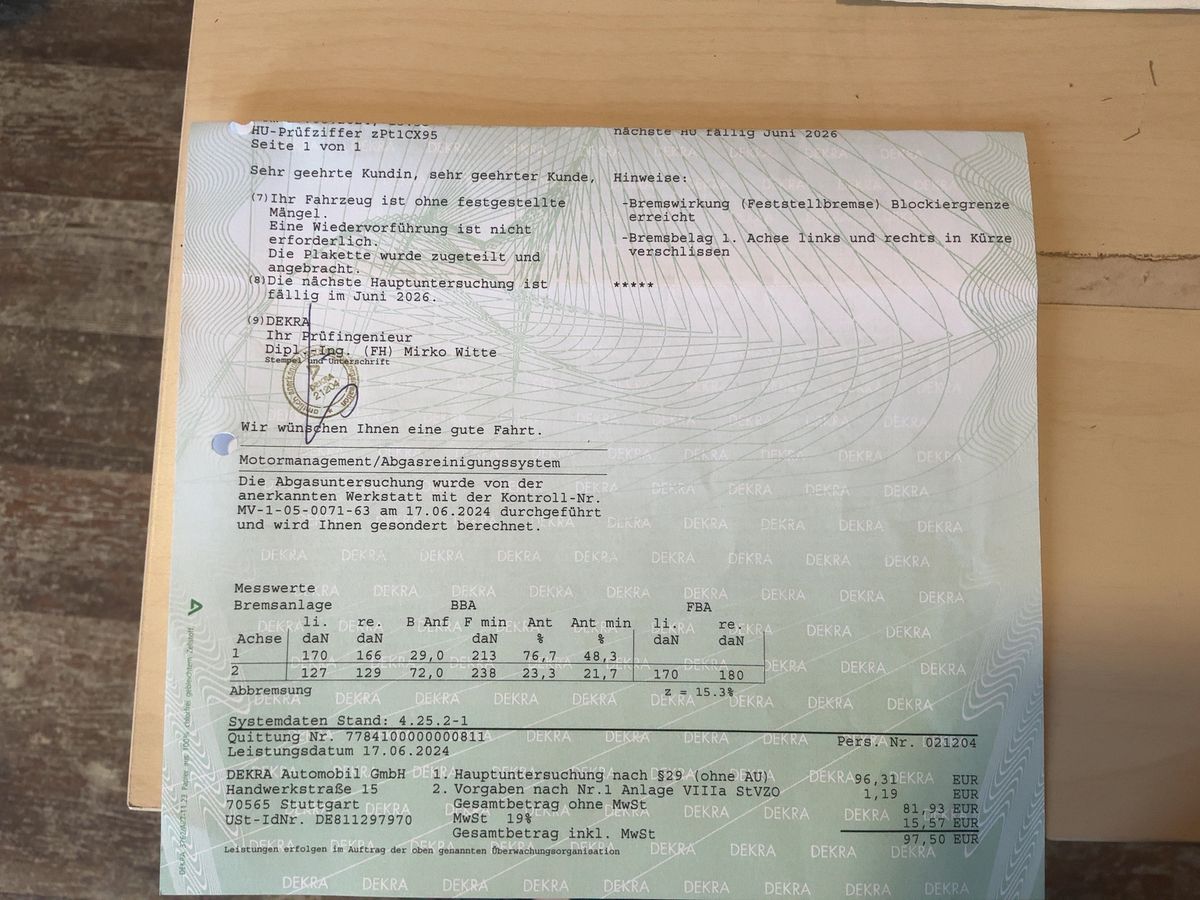 HU-Prüfziffer zPt1CX95
Seite 1 von 1
nächste HU fällig Juni 2026
Sehr geehrte Kundin, sehr geehrter Kunde,
(7)Ihr Fahrzeug ist ohne festgestellte
Mängel.
Eine Wiedervorführung ist nicht
erforderlich.
Die Plakette wurde zugeteilt und
angebracht.
(8)Die nächste Hauptuntersuchung ist
fällig im Juni 2026.
(9)DEKRA
Ihr Prüfingenieur
Dipl.-Ing. (FH) Mirko Witte
Stempel und Unterschrift
DEKRA
21204
Wir wünschen Ihnen eine gute Fahrt.
Hinweise:
-Bremswirkung (Feststellbremse) Blockiergrenze
erreicht
-Bremsbelag 1. Achse links und rechts in Kürze
verschlissen
*****
Motormanagement/Abgasreinigungssystem
Die Abgasuntersuchung wurde von der
anerkannten Werkstatt mit der Kontroll-Nr.
MV-1-05-0071-63 am 17.06.2024 durchgeführt
und wird Ihnen gesondert berechnet.
Messwerte
Bremsanlage BBA FBA
li. re. B Anf F min Ant Ant min li. re.
Achse daN daN daN % % daN daN
1 170 166 29,0 213 76,7 48,3
2 127 129 72,0 238 23,3 21,7 170 180
Abbremsung z = 15.3%
Systemdaten Stand: 4.25.2-1
Quittung Nr. 7784100000000811 Pers. Nr. 021204
Leistungsdatum 17.06.2024
DEKRA Automobil GmbH 1. Hauptuntersuchung nach §29 (ohne AU) 96,31 EUR
Handwerkstraße 15 2. Vorgaben nach Nr.1 Anlage VIIIa StVZO 1,19 EUR
70565 Stuttgart Gesamtbetrag ohne MwSt 81,93 EUR
USt-IdNr. DE811297970 MwSt 19% 15,57 EUR
Gesamtbetrag inkl. MwSt 97,50 EUR
Leistungen erfolgen im Auftrag der oben genannten Überwachungsorganisation